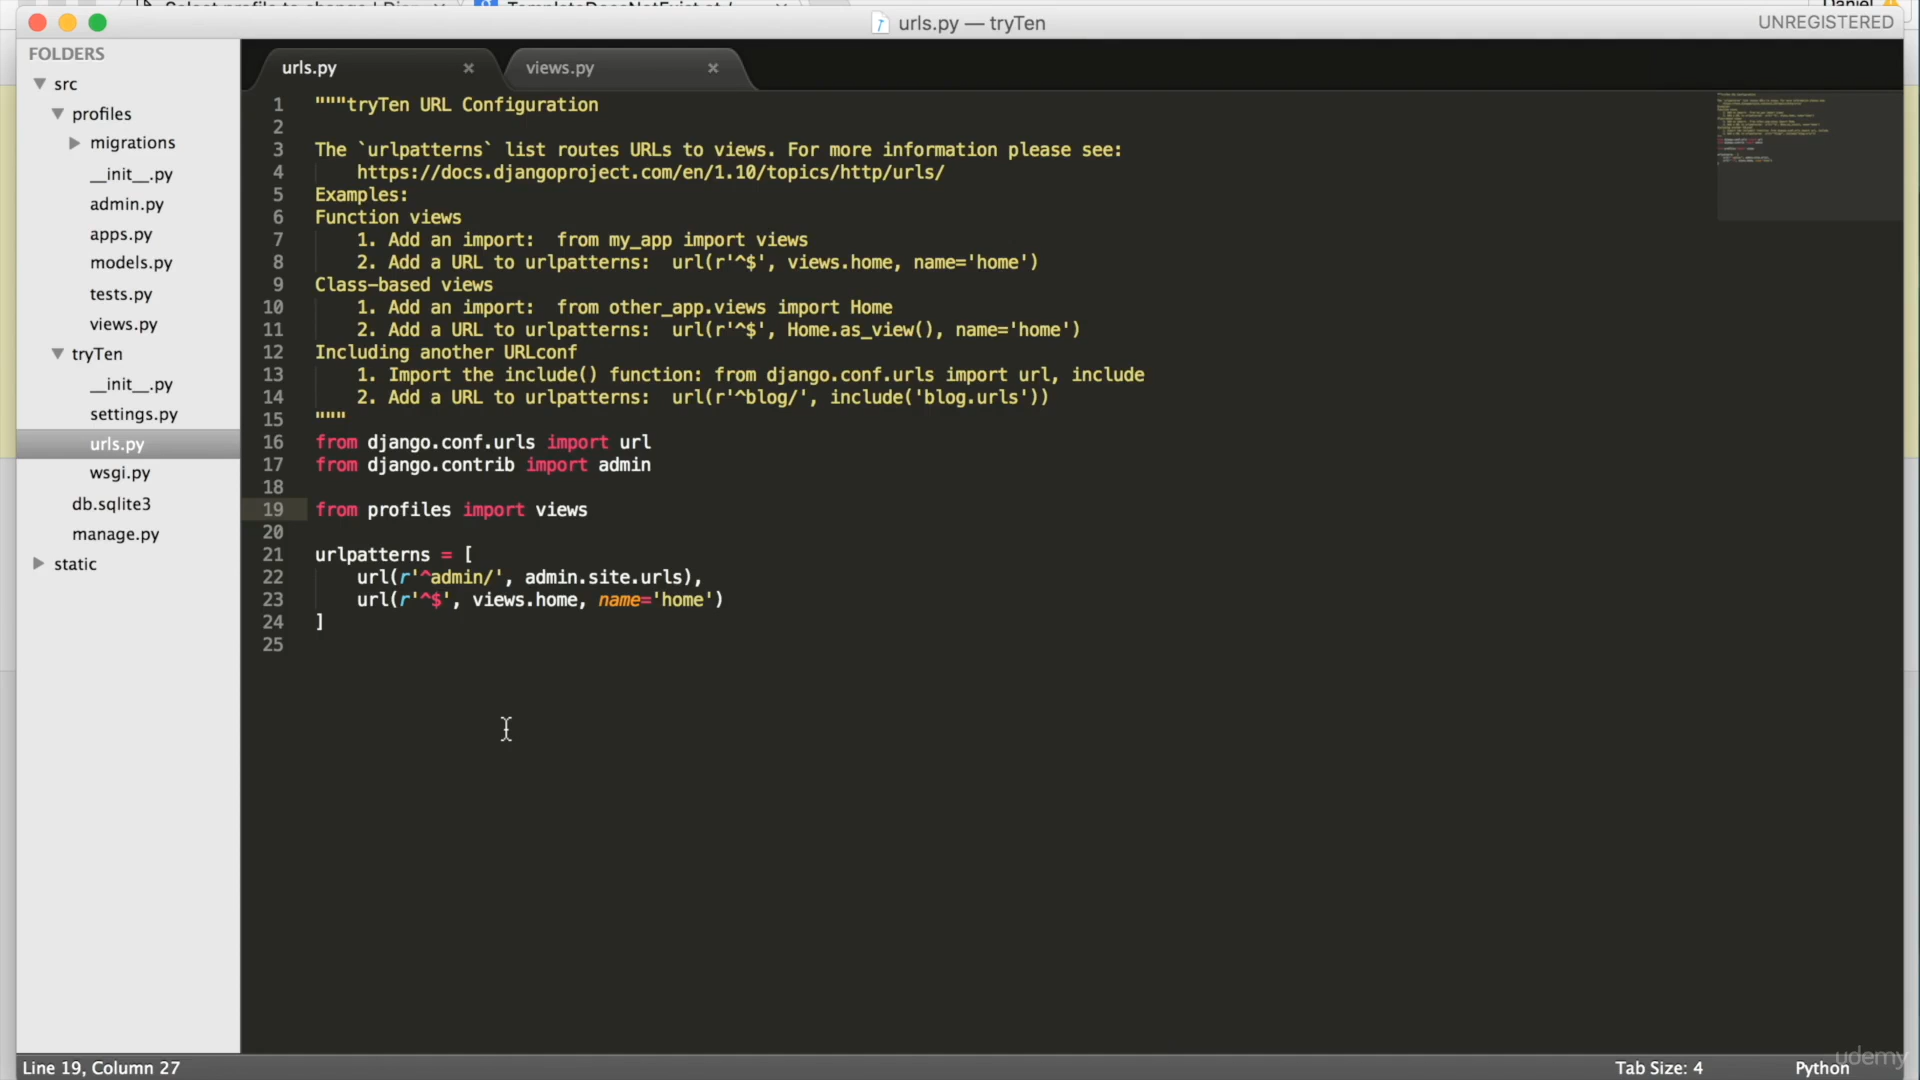 Select profile to change | Djan
TemplateDoesNotExist at /
Daniel
urls.py — tryTen
UNREGISTERED
FOLDERS
src
profiles
migrations
__init__.py
admin.py
apps.py
models.py
tests.py
views.py
tryTen
__init__.py
settings.py
urls.py
wsgi.py
db.sqlite3
manage.py
static
urls.py
views.py
1 """tryTen URL Configuration
2
3 The `urlpatterns` list routes URLs to views. For more information please see:
4 https://docs.djangoproject.com/en/1.10/topics/http/urls/
5 Examples:
6 Function views
7 1. Add an import:  from my_app import views
8 2. Add a URL to urlpatterns:  url(r'^$', views.home, name='home')
9 Class-based views
10 1. Add an import:  from other_app.views import Home
11 2. Add a URL to urlpatterns:  url(r'^$', Home.as_view(), name='home')
12 Including another URLconf
13 1. Import the include() function: from django.conf.urls import url, include
14 2. Add a URL to urlpatterns:  url(r'^blog/', include('blog.urls'))
15 """
16 from django.conf.urls import url
17 from django.contrib import admin
18
19 from profiles import views
20
21 urlpatterns = [
22 url(r'^admin/', admin.site.urls),
23 url(r'^$', views.home, name='home')
24 ]
25
Line 19, Column 27
Tab Size: 4
Python
udemy